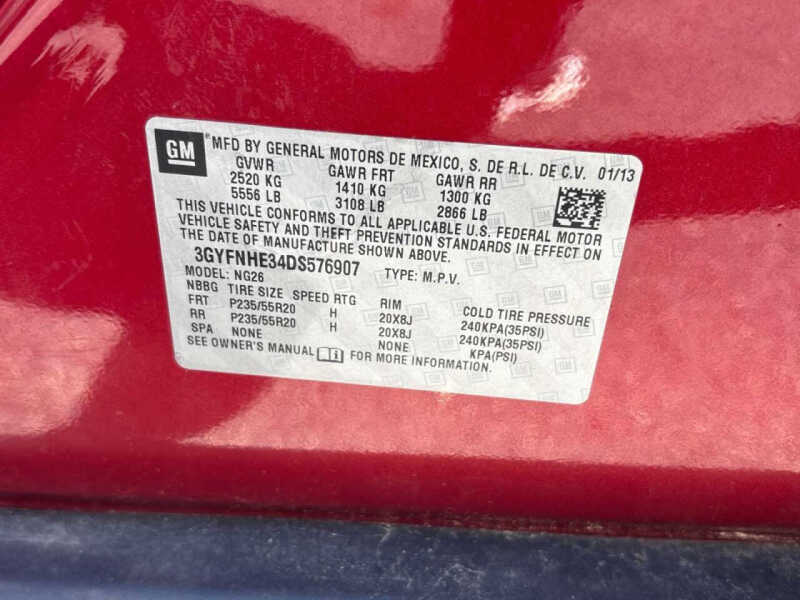 GM ® MFD BY GENERAL MOTORS DE MEXICO, S. DE R.L. DE C.V. 01/13
GVWR GAWR FRT GAWR RR
2520 KG 1410 KG 1300 KG
5556 LB 3108 LB 2866 LB
THIS VEHICLE CONFORMS TO ALL APPLICABLE U.S. FEDERAL MOTOR
VEHICLE SAFETY AND THEFT PREVENTION STANDARDS IN EFFECT ON
THE DATE OF MANUFACTURE SHOWN ABOVE.
3GYFNHE34DS576907 TYPE: M.P.V.
MODEL: NG26
NBBG TIRE SIZE SPEED RTG RIM COLD TIRE PRESSURE
FRT P235/55R20 H 20X8J 240KPA(35PSI)
RR P235/55R20 H 20X8J 240KPA(35PSI)
SPA NONE NONE KPA(PSI)
SEE OWNER'S MANUAL FOR MORE INFORMATION.